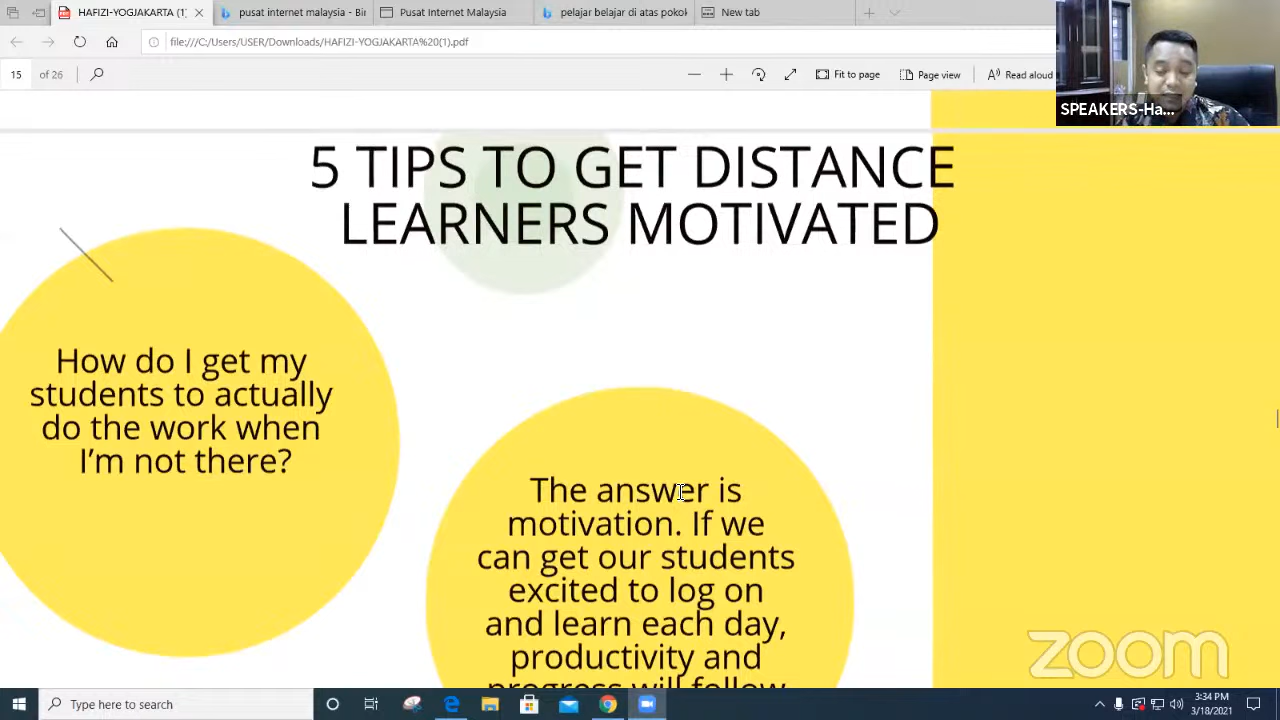 HAFIZI-YOGJAKARTA (1)
pusat internet malaysia - Bi
Pusat Internet Malaysia
pelajar belajar di atas pokok
New tab
file:///C:/Users/USER/Downloads/HAFIZI-YOGJAKARTA%20(1).pdf
15 of 26
Fit to page
Page view
Read aloud
SPEAKERS-Ha...
5 TIPS TO GET DISTANCE
LEARNERS MOTIVATED
How do I get my
students to actually
do the work when
I’m not there?
The answer is
motivation. If we
can get our students
excited to log on
and learn each day,
productivity and
progress will follow
zoom
Type here to search
3:34 PM
3/18/2021